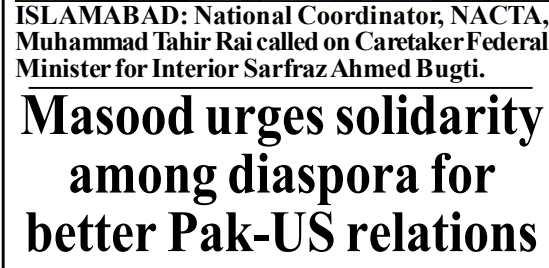 ISLAMABAD: National Coordinator, NACTA,
Muhammad Tahir Rai called on Caretaker Federal
Minister for Interior Sarfraz Ahmed Bugti.
Masood urges solidarity
among diaspora for
better Pak-US relations